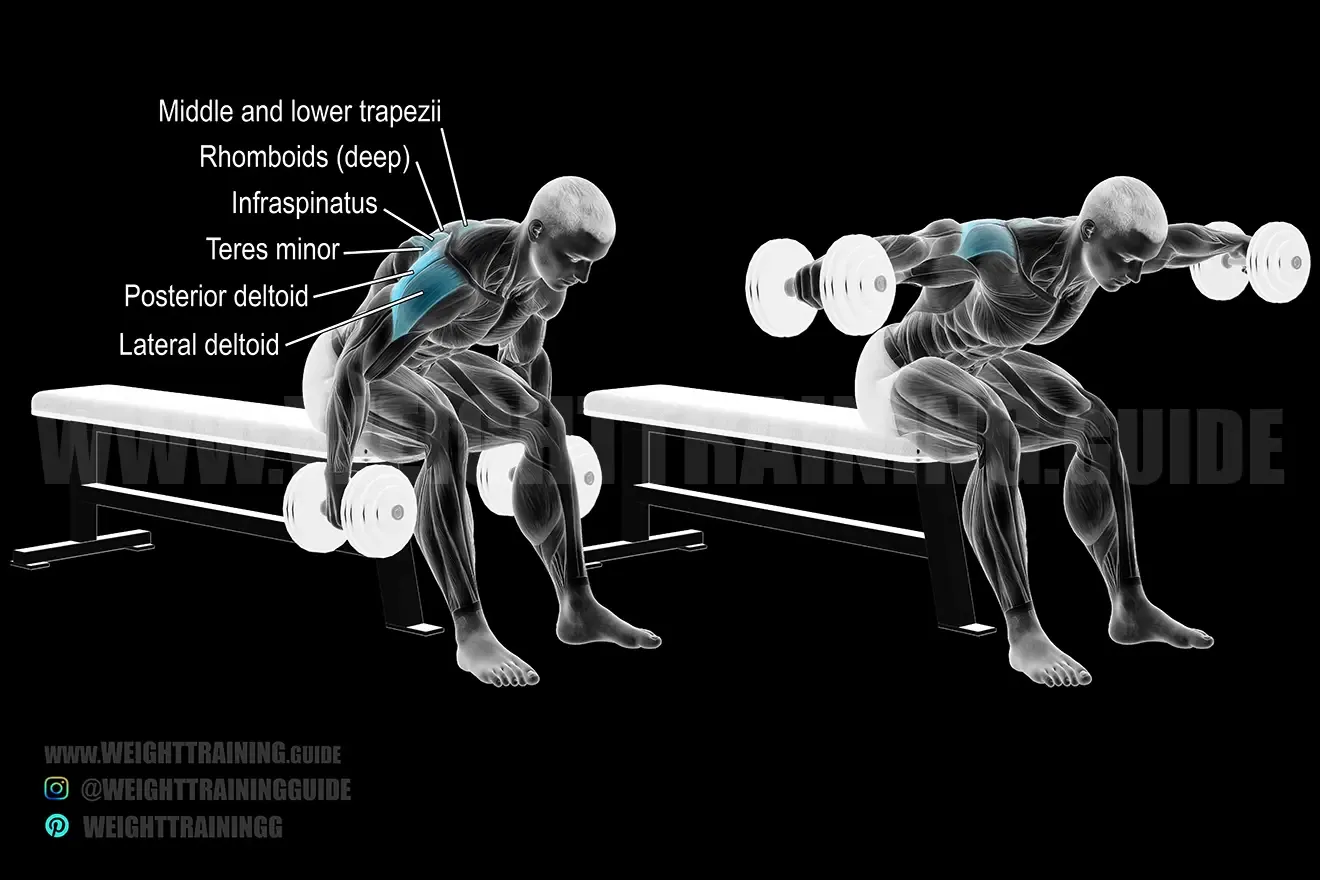 Middle and lower trapezii
Rhomboids (deep)
Infraspinatus
Teres minor
Posterior deltoid
Lateral deltoid
WWW.WEIGHTTRAINING.GUIDE
www.WEIGHTTRAINING.GUIDE
@WEIGHTTRAININGGUIDE
WEIGHTTRAININGG